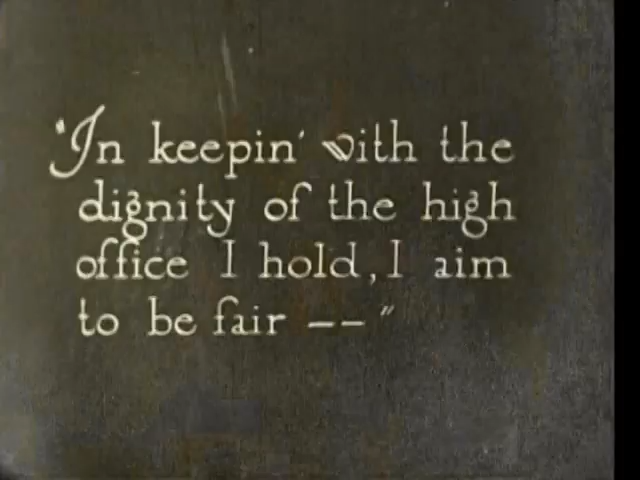 "In keepin' with the
dignity of the high
office I hold, I aim
to be fair ——"